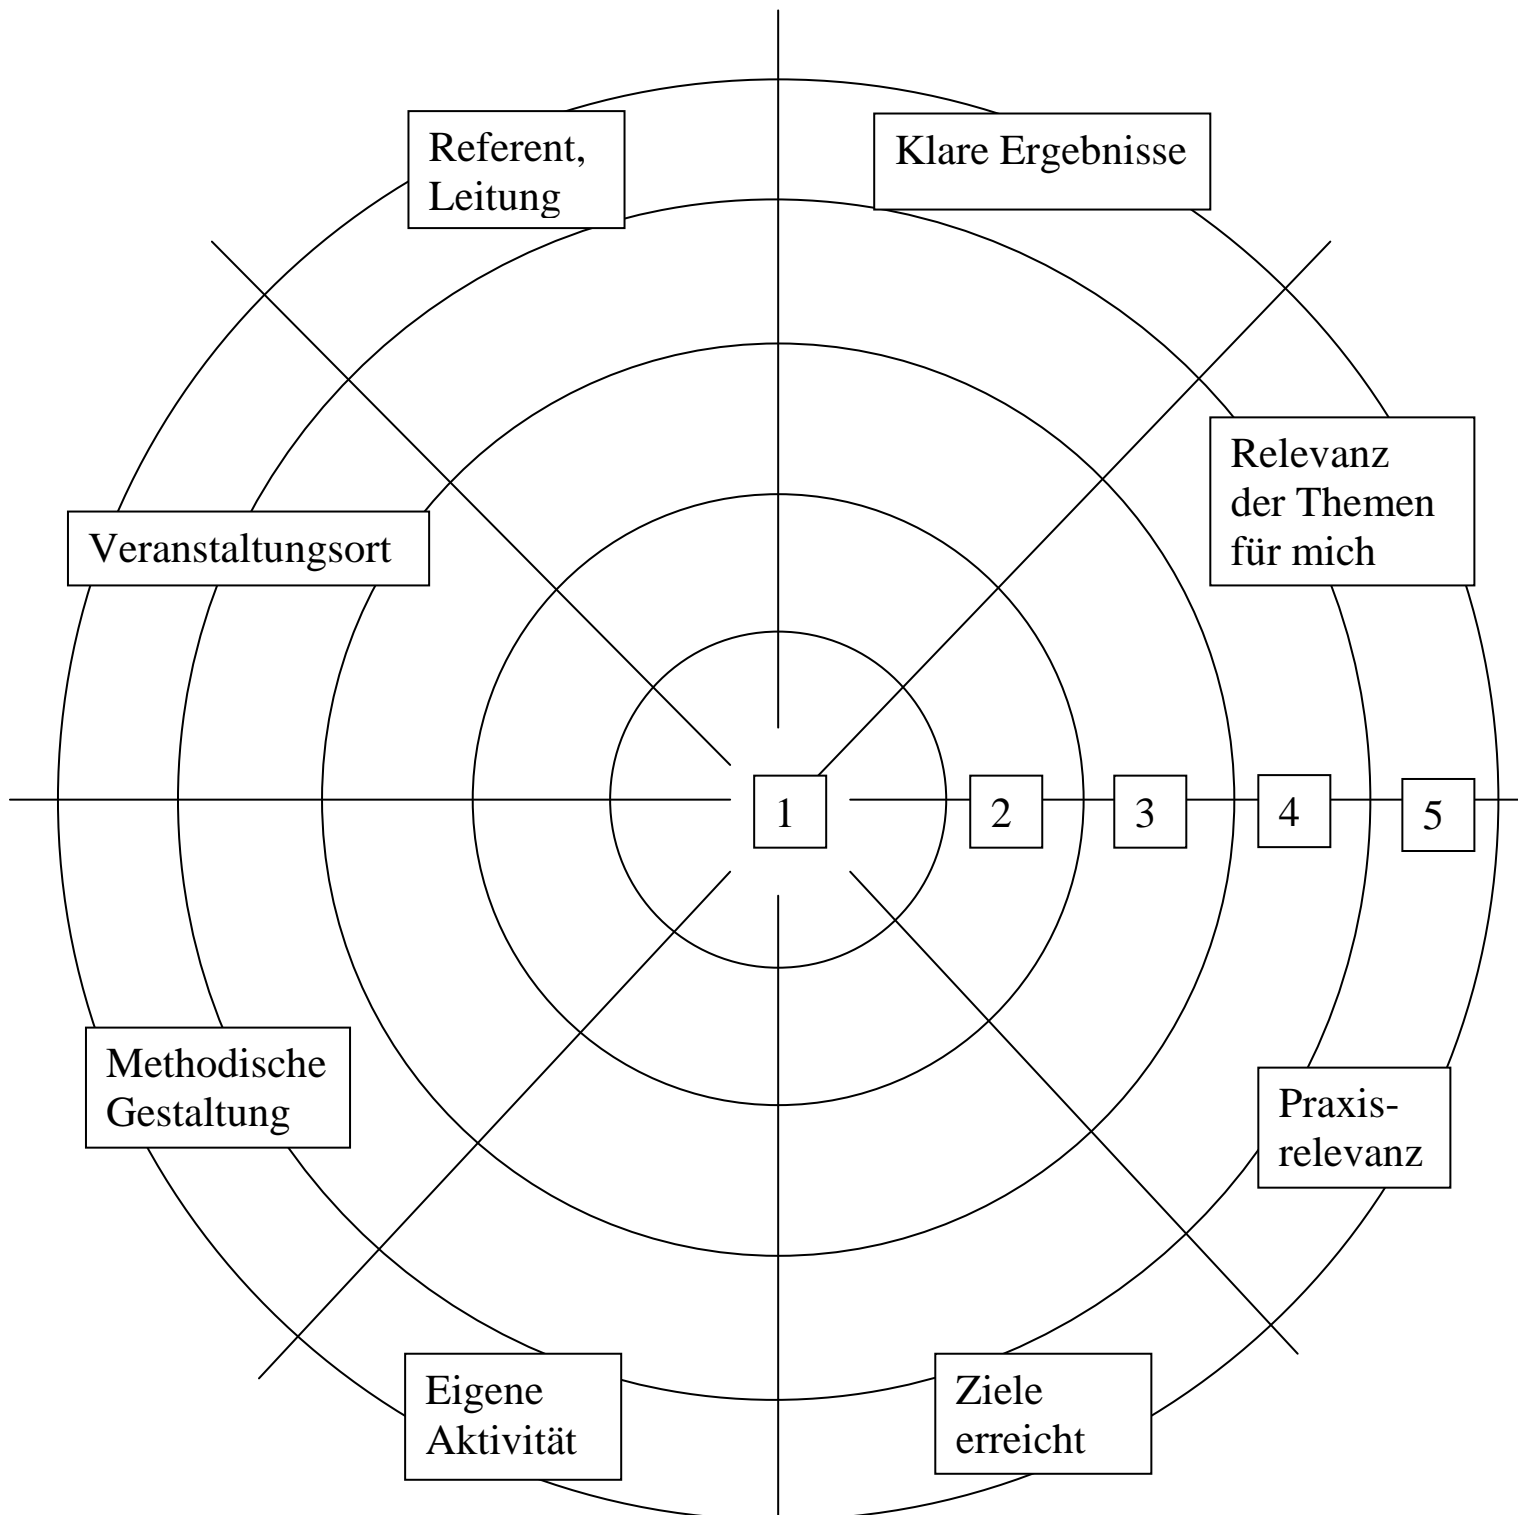 Referent,
Leitung
Klare Ergebnisse
Relevanz
der Themen
für mich
Veranstaltungsort
1
2
3
4
5
Methodische
Gestaltung
Praxis-
relevanz
Eigene
Aktivität
Ziele
erreicht